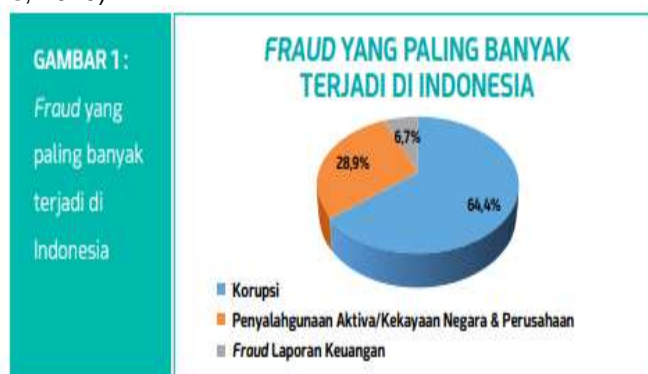 GAMBAR 1 :
Fraud yang
paling banyak
terjadi di
Indonesia
FRAUD YANG PALING BANYAK
TERJADI DI INDONESIA
6,7%
28,9%
64,4%
Korupsi
Penyalahgunaan Aktiva/Kekayaan Negara & Perusahaan
Fraud Laporan Keuangan